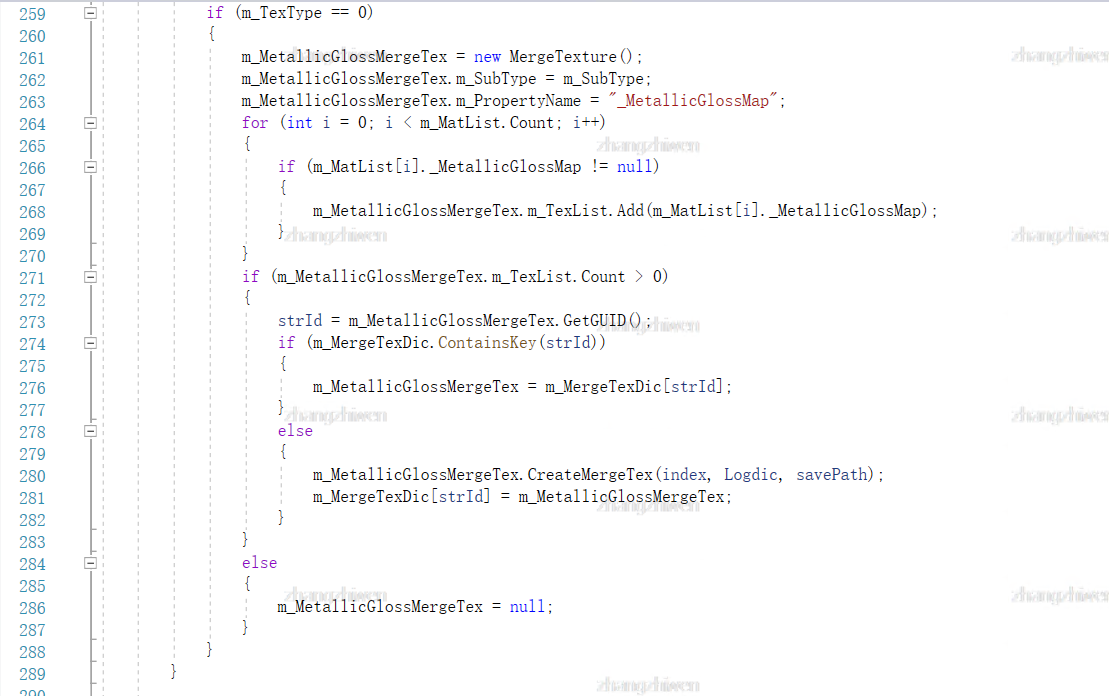 259 if (m_TexType == 0)
260 {
261 m_MetallicGlossMergeTex = new MergeTexture();
262 m_MetallicGlossMergeTex.m_SubType = m_SubType;
263 m_MetallicGlossMergeTex.m_PropertyName = "_MetallicGlossMap";
264 for (int i = 0; i < m_MatList.Count; i++)
265 {
266 if (m_MatList[i]._MetallicGlossMap != null)
267 {
268 m_MetallicGlossMergeTex.m_TexList.Add(m_MatList[i]._MetallicGlossMap);
269 }
270 }
271 if (m_MetallicGlossMergeTex.m_TexList.Count > 0)
272 {
273 strId = m_MetallicGlossMergeTex.GetGUID();
274 if (m_MergeTexDic.ContainsKey(strId))
275 {
276 m_MetallicGlossMergeTex = m_MergeTexDic[strId];
277 }
278 else
279 {
280 m_MetallicGlossMergeTex.CreateMergeTex(index, Logdic, savePath);
281 m_MergeTexDic[strId] = m_MetallicGlossMergeTex;
282 }
283 }
284 else
285 {
286 m_MetallicGlossMergeTex = null;
287 }
288 }
289 }
290